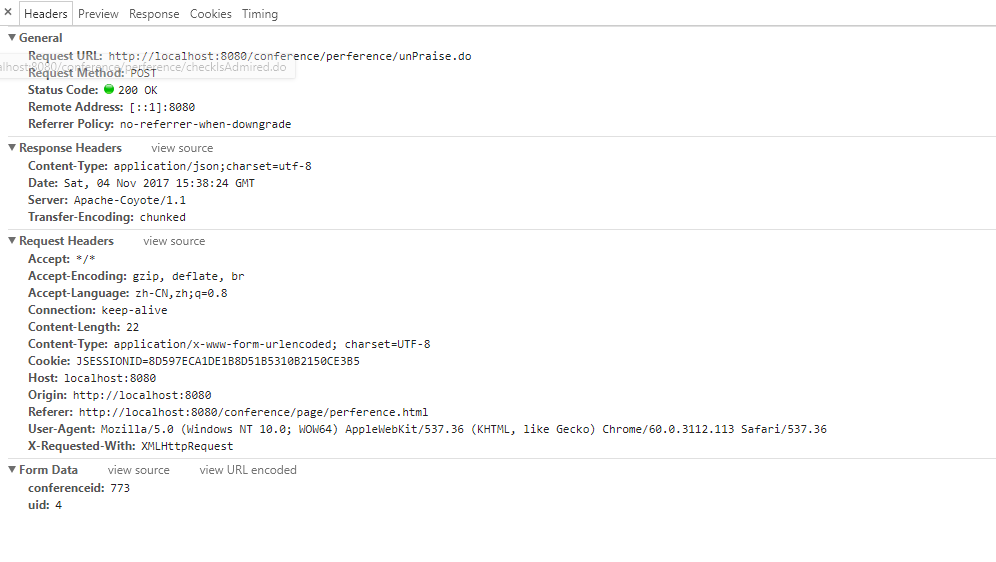 × Headers Preview Response Cookies Timing
▼ General
Request URL: http://localhost:8080/conference/perference/unPraise.do
alhost:8080/conference/perference/checkIsAdmired.do
Request Method: POST
Status Code: 200 OK
Remote Address: [::1]:8080
Referrer Policy: no-referrer-when-downgrade
▼ Response Headers view source
Content-Type: application/json;charset=utf-8
Date: Sat, 04 Nov 2017 15:38:24 GMT
Server: Apache-Coyote/1.1
Transfer-Encoding: chunked
▼ Request Headers view source
Accept: */*
Accept-Encoding: gzip, deflate, br
Accept-Language: zh-CN,zh;q=0.8
Connection: keep-alive
Content-Length: 22
Content-Type: application/x-www-form-urlencoded; charset=UTF-8
Cookie: JSESSIONID=8D597ECA1DE1B8D51B5310B2150CE3B5
Host: localhost:8080
Origin: http://localhost:8080
Referer: http://localhost:8080/conference/page/perference.html
User-Agent: Mozilla/5.0 (Windows NT 10.0; WOW64) AppleWebKit/537.36 (KHTML, like Gecko) Chrome/60.0.3112.113 Safari/537.36
X-Requested-With: XMLHttpRequest
▼ Form Data view source view URL encoded
conferenceid: 773
uid: 4